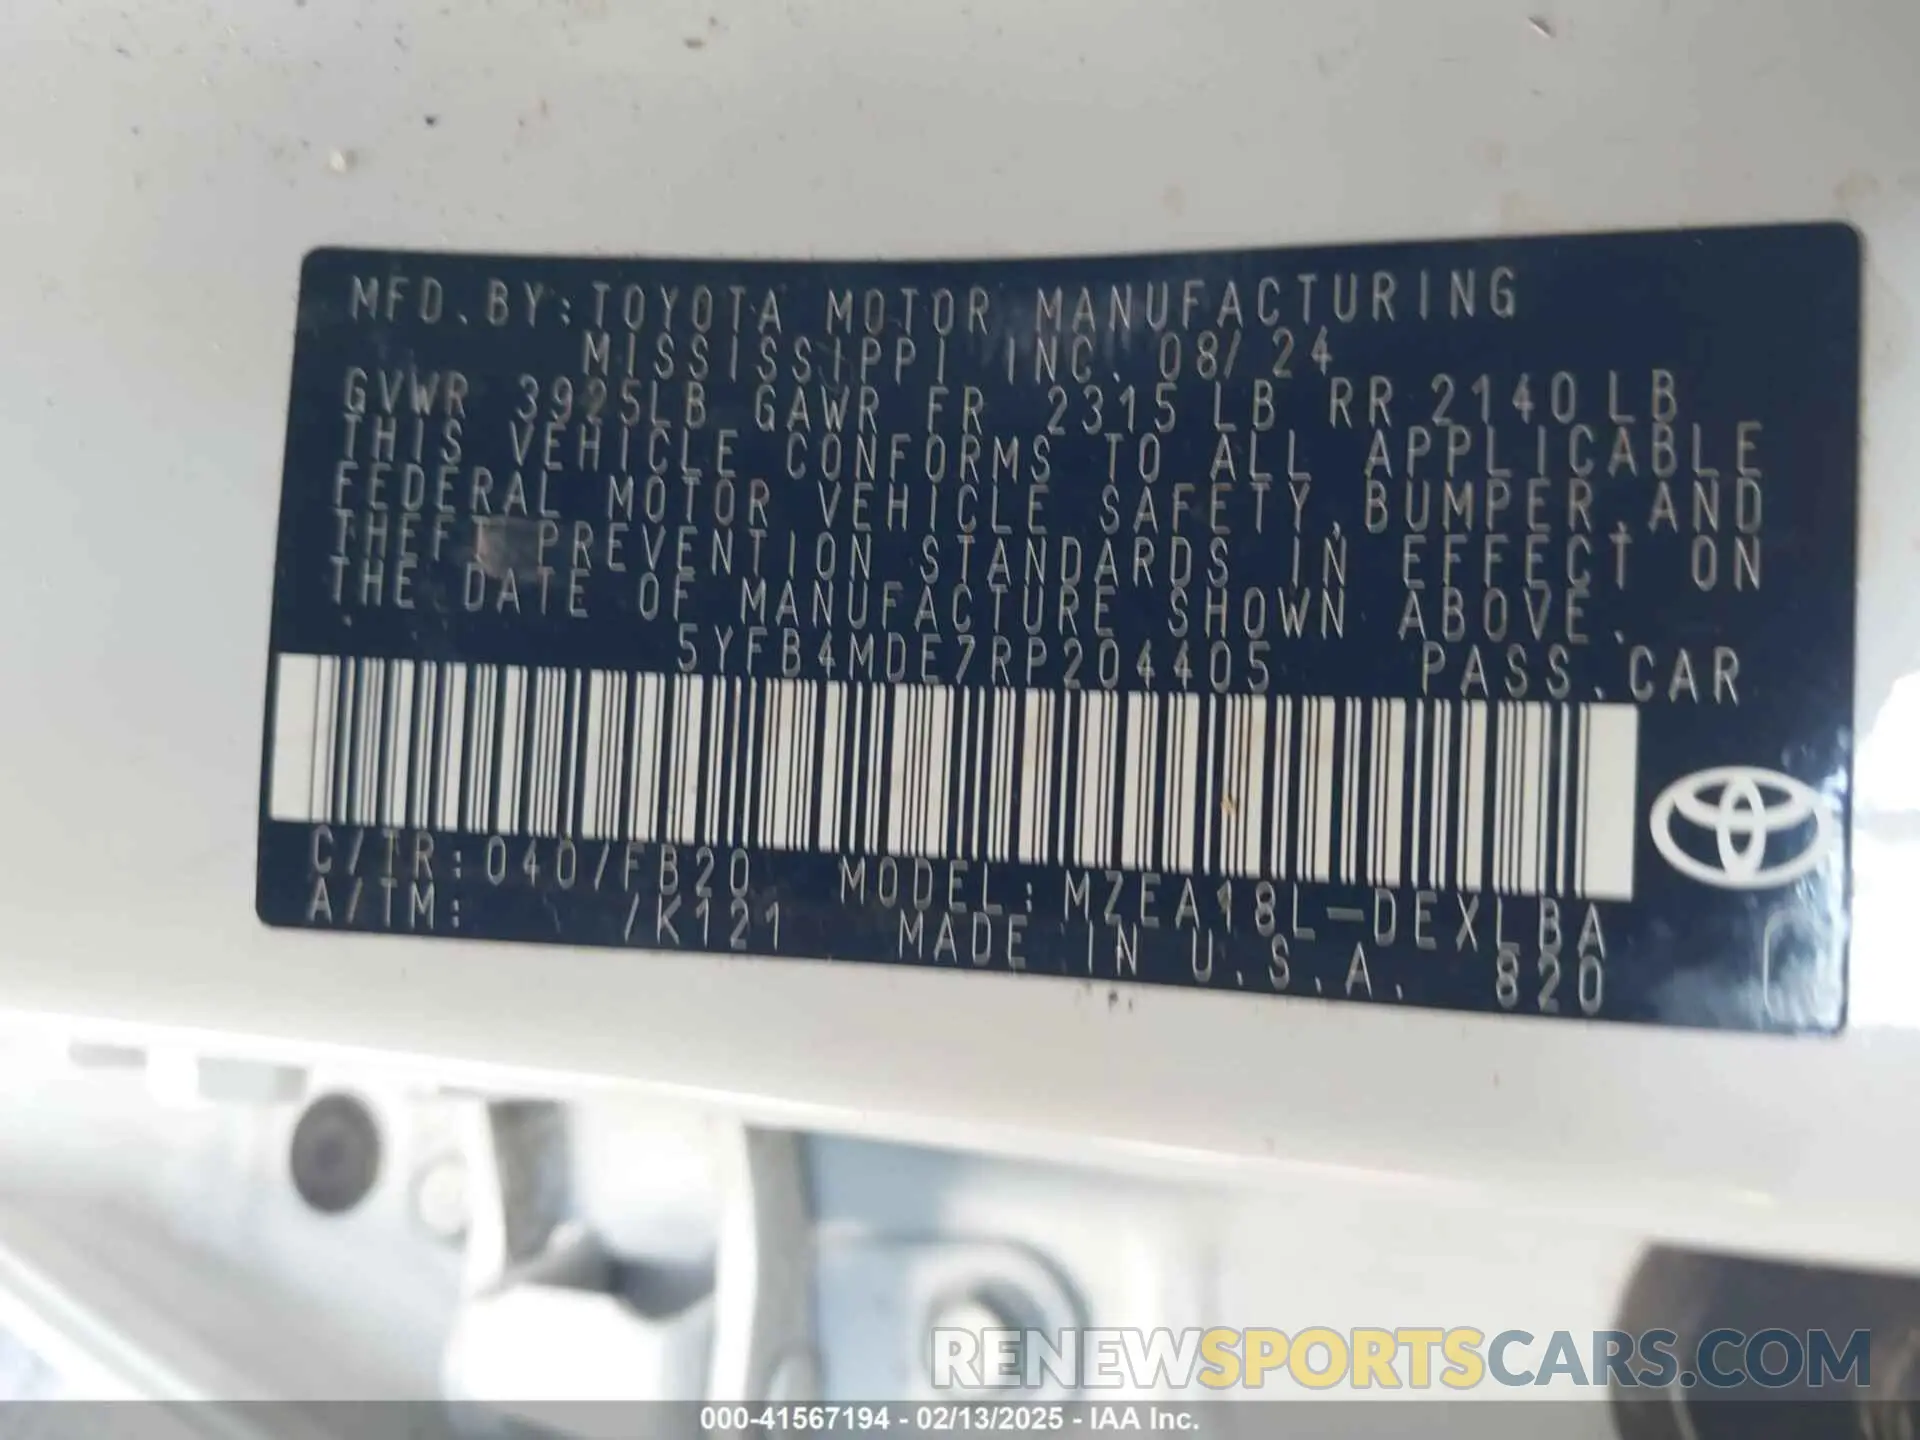 MFD.BY:TOYOTA MOTOR MANUFACTURING
MISSISSIPPI INC. 08/24
GVWR 3925LB GAWR FR 2315LB RR 2140LB
THIS VEHICLE CONFORMS TO ALL APPLICABLE
FEDERAL MOTOR VEHICLE SAFETY,BUMPER,AND
THEFT PREVENTION STANDARDS IN EFFECT ON
THE DATE OF MANUFACTURE SHOWN ABOVE.
5YFB4MDE7RP204405 PASS.CAR
C/TR:040/FB20 MODEL:MZEA18L-DEXLBA
A/TM: /K121 MADE IN U.S.A. 820
RENEWSPORTSCARS.COM
000-41567194 - 02/13/2025 - IAA Inc.